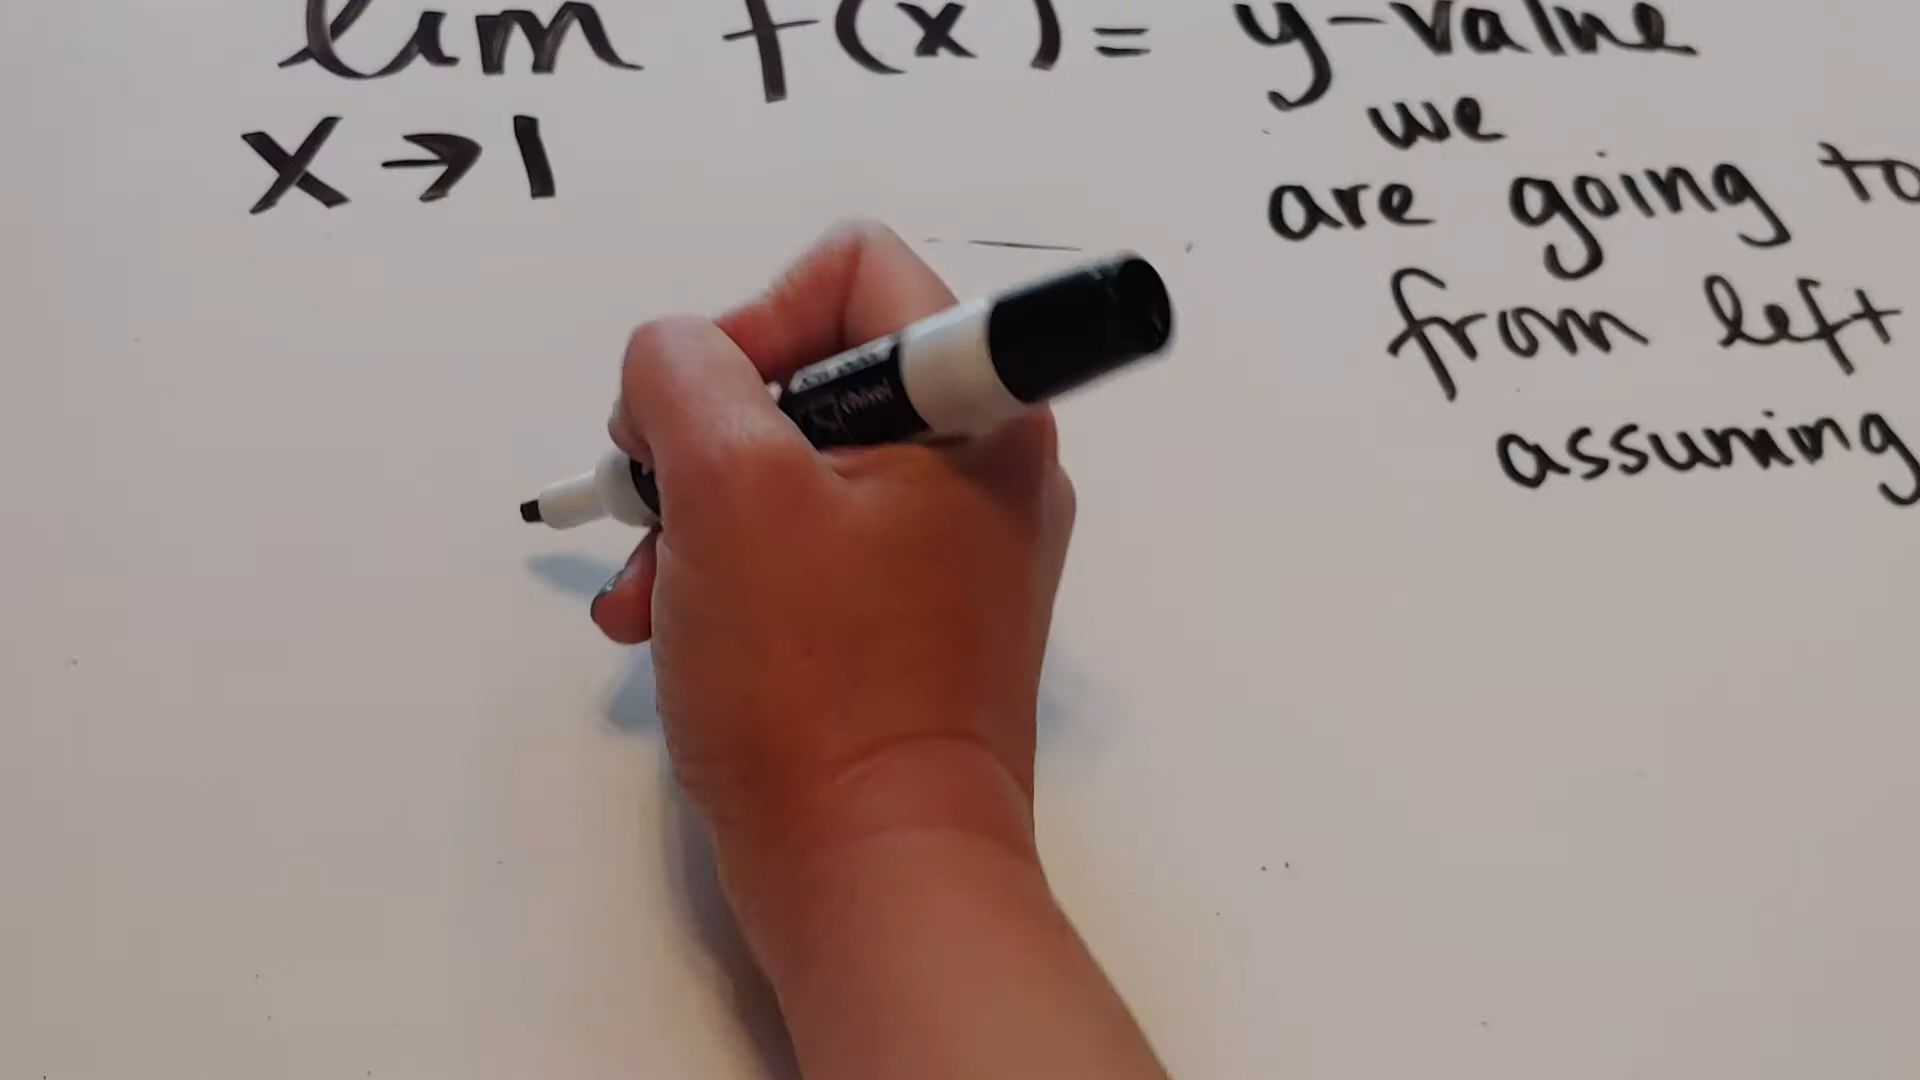 lim f(x) = y-value
x → 1
we
are going to
from left
assuming